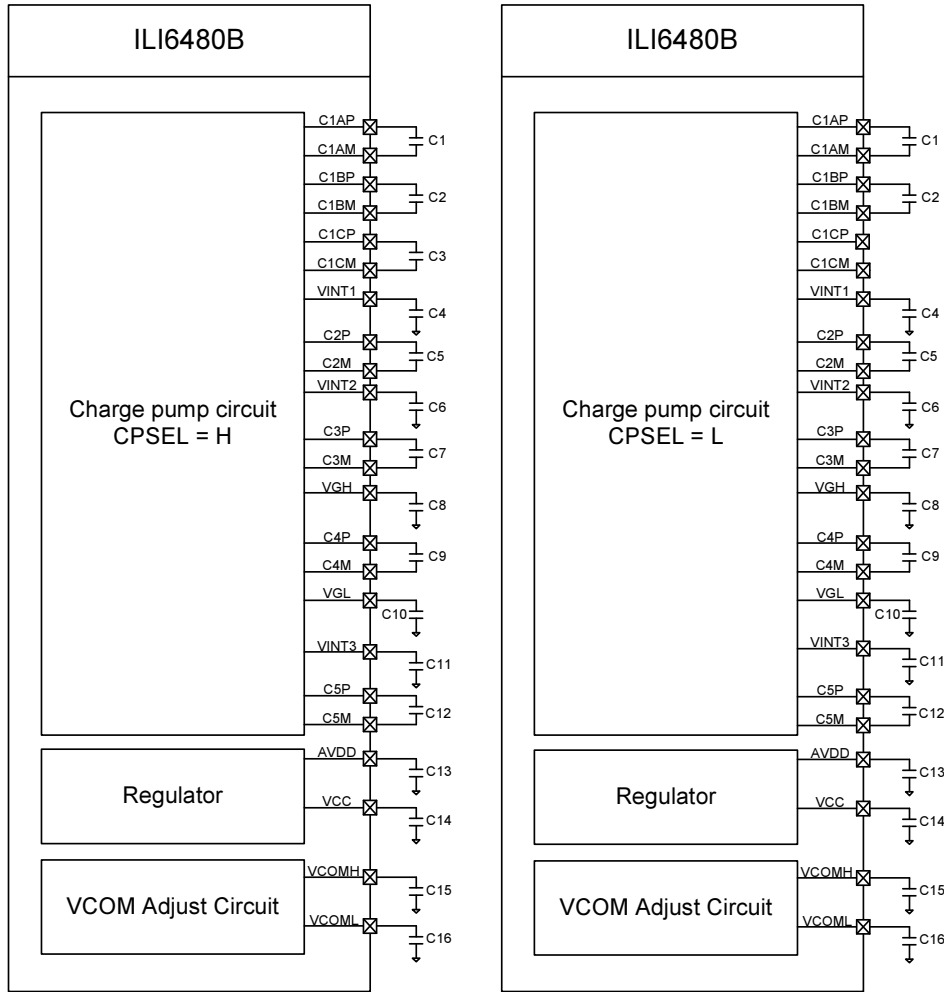 ILI6480B
C1AP
C1
C1AM
C1BP
C2
C1BM
C1CP
C3
C1CM
VINT1
C4
C2P
C5
C2M
VINT2
C6
Charge pump circuit
CPSEL = H
C3P
C7
C3M
VGH
C8
C4P
C9
C4M
VGL
C10
VINT3
C11
C5P
C12
C5M
AVDD
C13
Regulator
VCC
C14
VCOMH
C15
VCOM Adjust Circuit
VCOML
C16
ILI6480B
C1AP
C1
C1AM
C1BP
C2
C1BM
C1CP
C1CM
VINT1
C4
C2P
C5
C2M
VINT2
C6
Charge pump circuit
CPSEL = L
C3P
C7
C3M
VGH
C8
C4P
C9
C4M
VGL
C10
VINT3
C11
C5P
C12
C5M
AVDD
C13
Regulator
VCC
C14
VCOMH
C15
VCOM Adjust Circuit
VCOML
C16